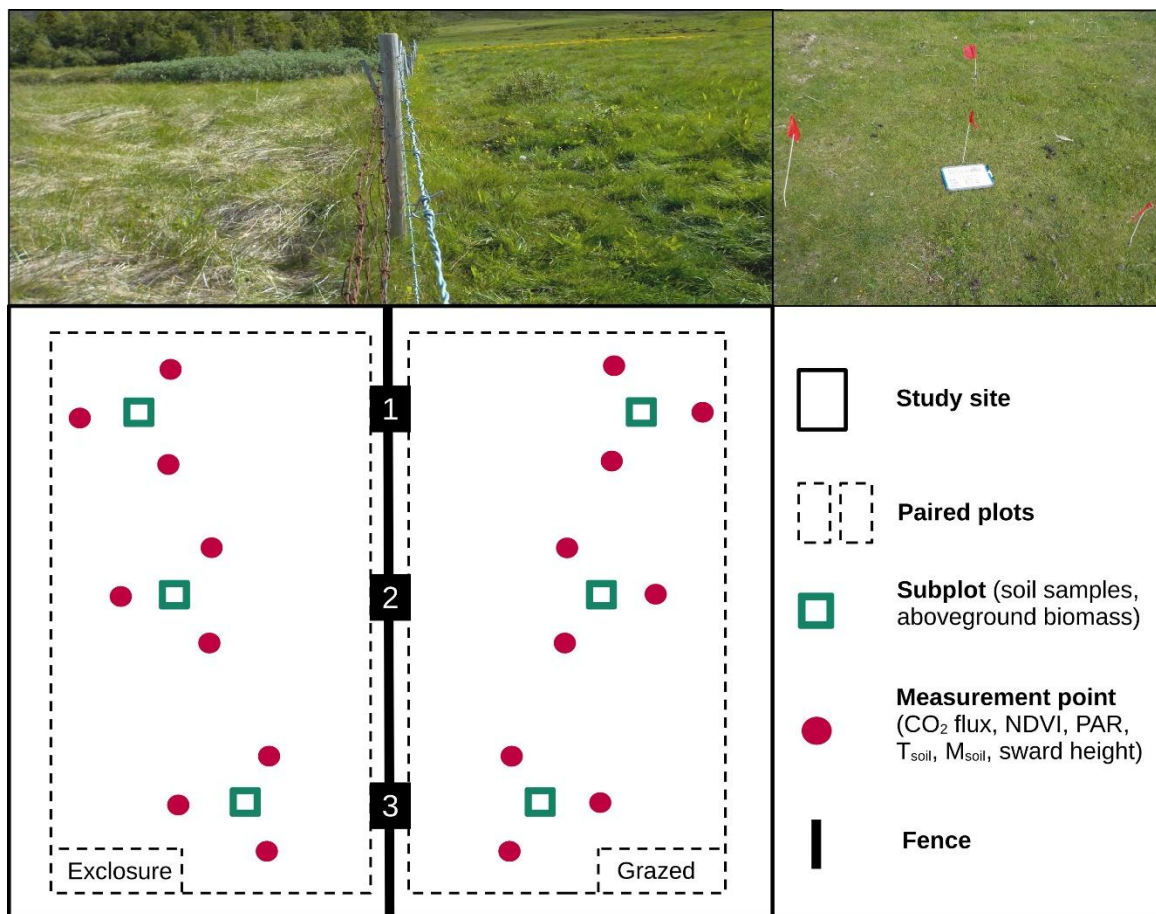 1
2
3
Exclosure
Grazed
Study site
Paired plots
Subplot (soil samples,
aboveground biomass)
Measurement point
(CO₂ flux, NDVI, PAR,
Tsoil, Msoil, sward height)
Fence